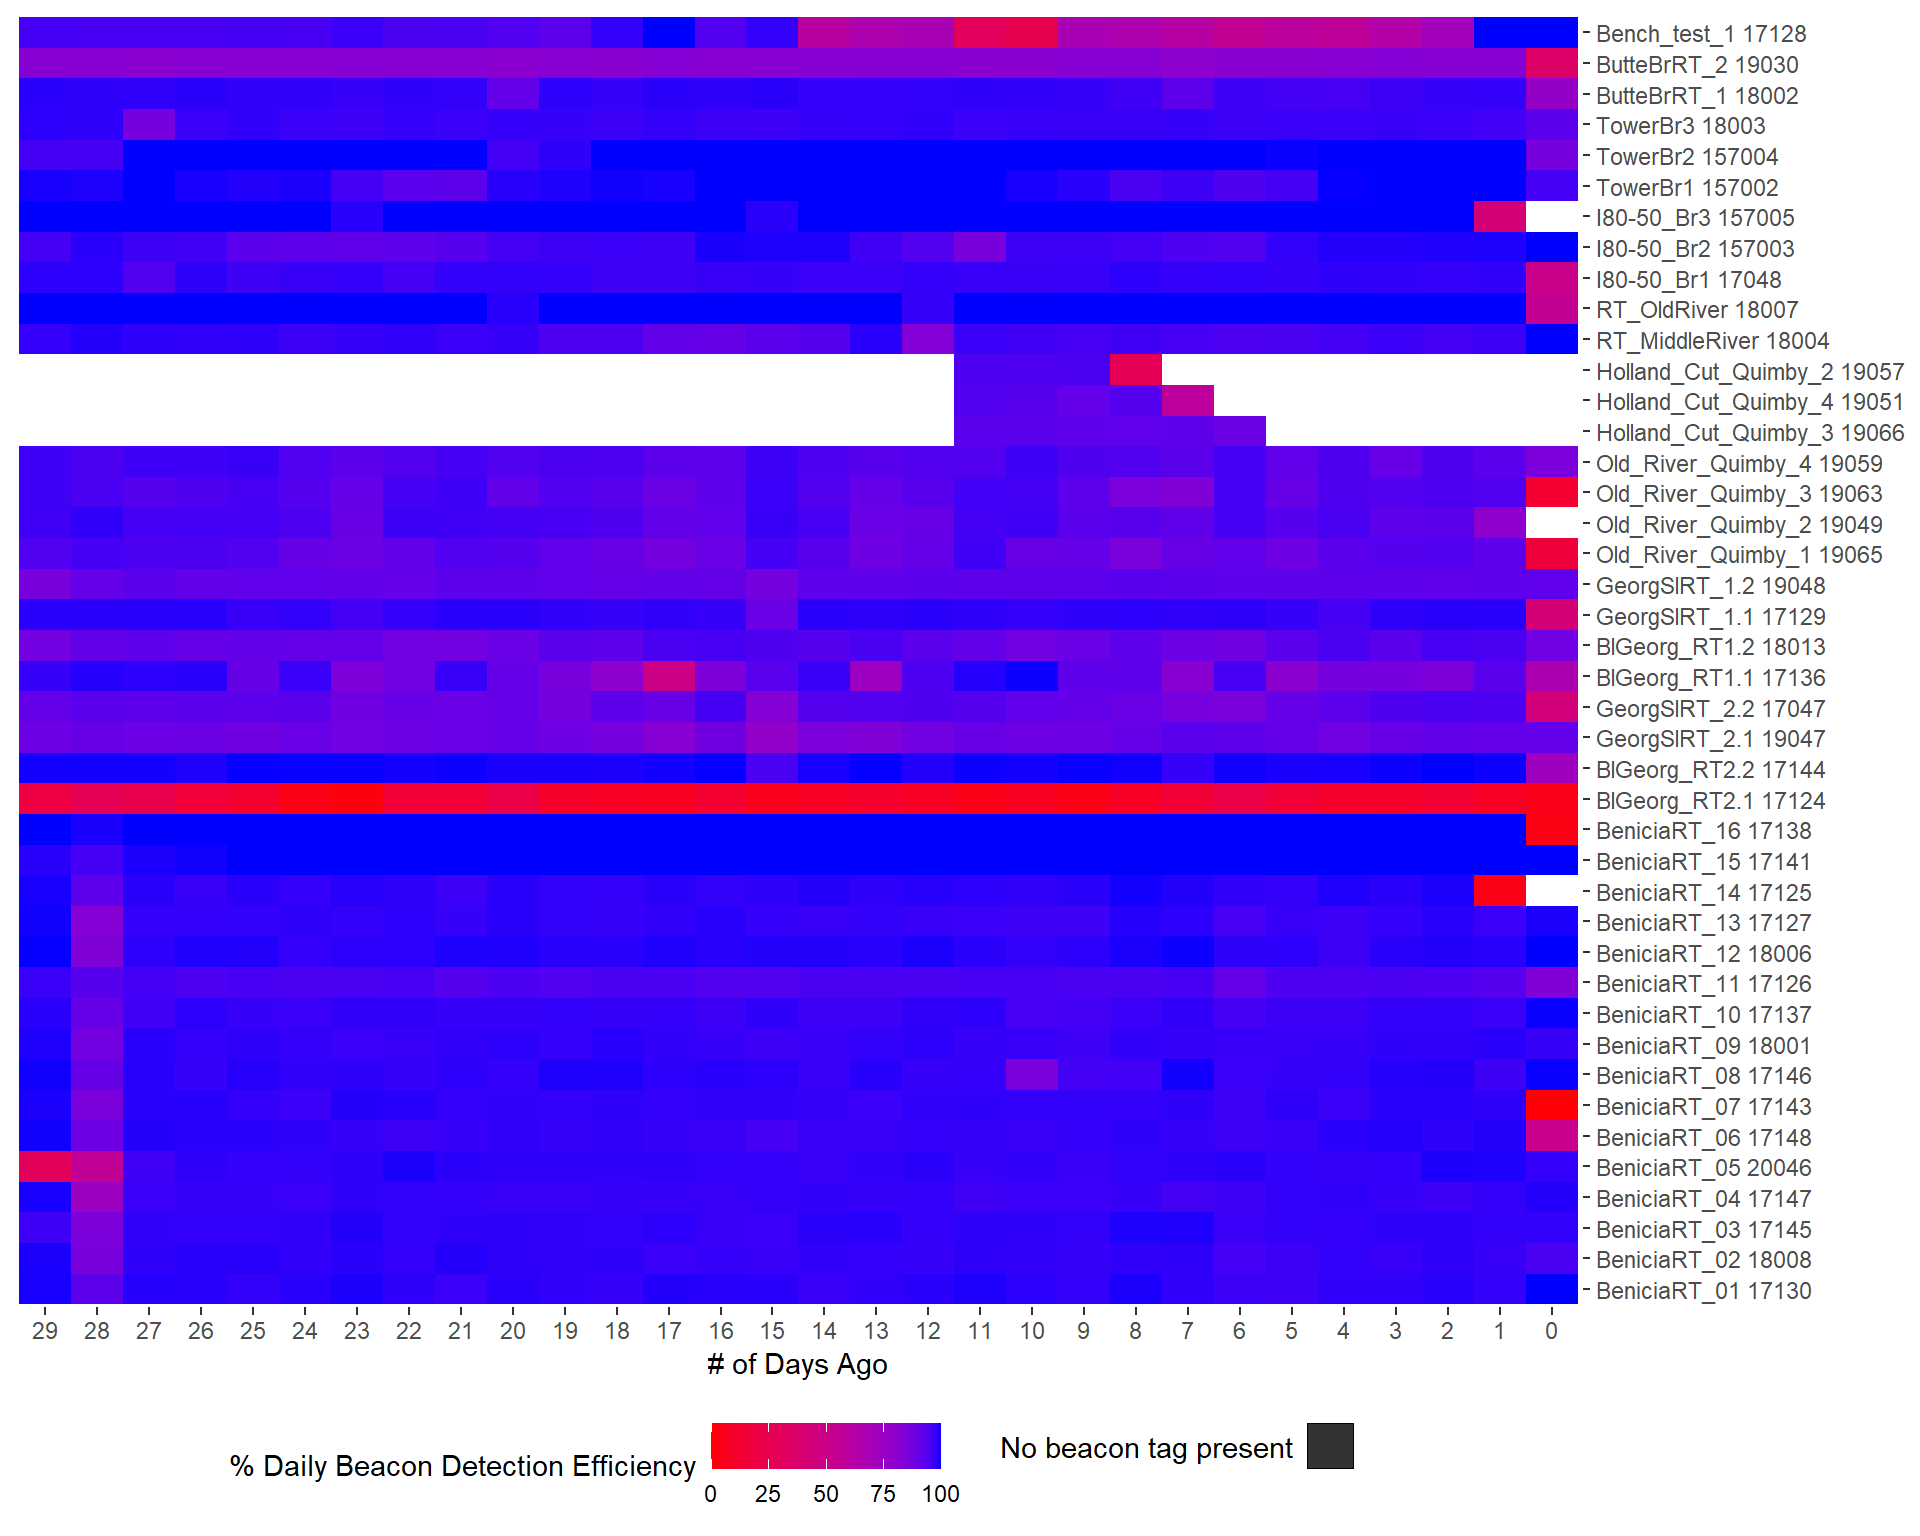 Bench_test_1 17128
ButteBrRT_2 19030
ButteBrRT_1 18002
TowerBr3 18003
TowerBr2 157004
TowerBr1 157002
I80-50_Br3 157005
I80-50_Br2 157003
I80-50_Br1 17048
RT_OldRiver 18007
RT_MiddleRiver 18004
Holland_Cut_Quimby_2 19057
Holland_Cut_Quimby_4 19051
Holland_Cut_Quimby_3 19066
Old_River_Quimby_4 19059
Old_River_Quimby_3 19063
Old_River_Quimby_2 19049
Old_River_Quimby_1 19065
GeorgSlRT_1.2 19048
GeorgSlRT_1.1 17129
BlGeorg_RT1.2 18013
BlGeorg_RT1.1 17136
GeorgSlRT_2.2 17047
GeorgSlRT_2.1 19047
BlGeorg_RT2.2 17144
BlGeorg_RT2.1 17124
BeniciaRT_16 17138
BeniciaRT_15 17141
BeniciaRT_14 17125
BeniciaRT_13 17127
BeniciaRT_12 18006
BeniciaRT_11 17126
BeniciaRT_10 17137
BeniciaRT_09 18001
BeniciaRT_08 17146
BeniciaRT_07 17143
BeniciaRT_06 17148
BeniciaRT_05 20046
BeniciaRT_04 17147
BeniciaRT_03 17145
BeniciaRT_02 18008
BeniciaRT_01 17130
29 28 27 26 25 24 23 22 21 20 19 18 17 16 15 14 13 12 11 10 9 8 7 6 5 4 3 2 1 0
# of Days Ago
% Daily Beacon Detection Efficiency
0 25 50 75 100
No beacon tag present